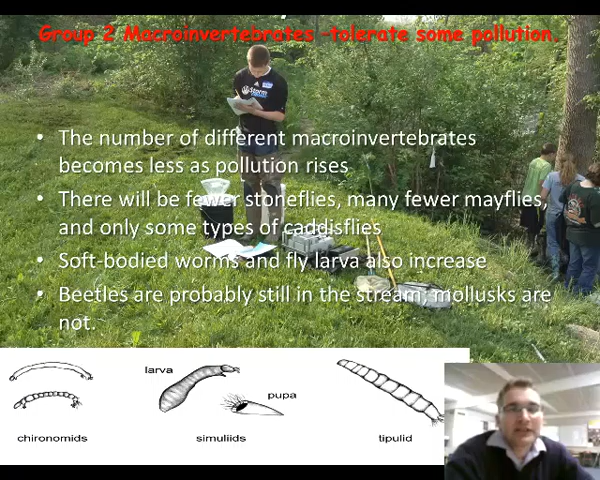 Group 2 Macroinvertebrates –tolerate some pollution.
• The number of different macroinvertebrates
becomes less as pollution rises
• There will be fewer stoneflies, many fewer mayflies,
and only some types of caddisflies
• Soft-bodied worms and fly larva also increase
• Beetles are probably still in the stream; mollusks are
not.
larva
pupa
chironomids
simuliids
tipulid